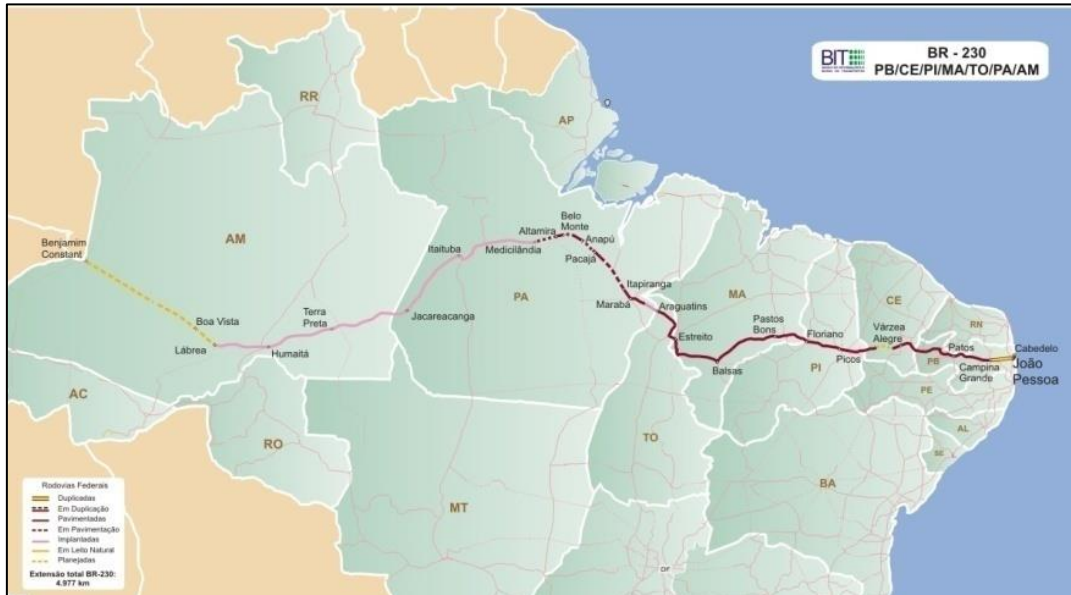 BIT
BR - 230
PB/CE/PI/MA/TO/PA/AM
RR
AP
Benjamim
Constant
AM
Altamira
Belo
Monte
Anapú
Itaituba
Medicilândia
Pacajá
PA
Itapiranga
Marabá
MA
CE
Araguatins
RN
Terra
Preta
Jacareacanga
Pastos
Bons
Floriano
Várzea
Alegre
Boa Vista
Estreito
Patos
Cabedelo
João
Pessoa
Lábrea
Humaitá
Picos
PB
Campina
Grande
Balsas
PI
PE
AC
AL
RO
TO
SE
BA
MT
DF
Rodovias Federais
Duplicadas
Em Duplicação
Pavimentadas
Em Pavimentação
Implantadas
Em Leito Natural
Planejadas
Extensão total BR-230:
4.977 km